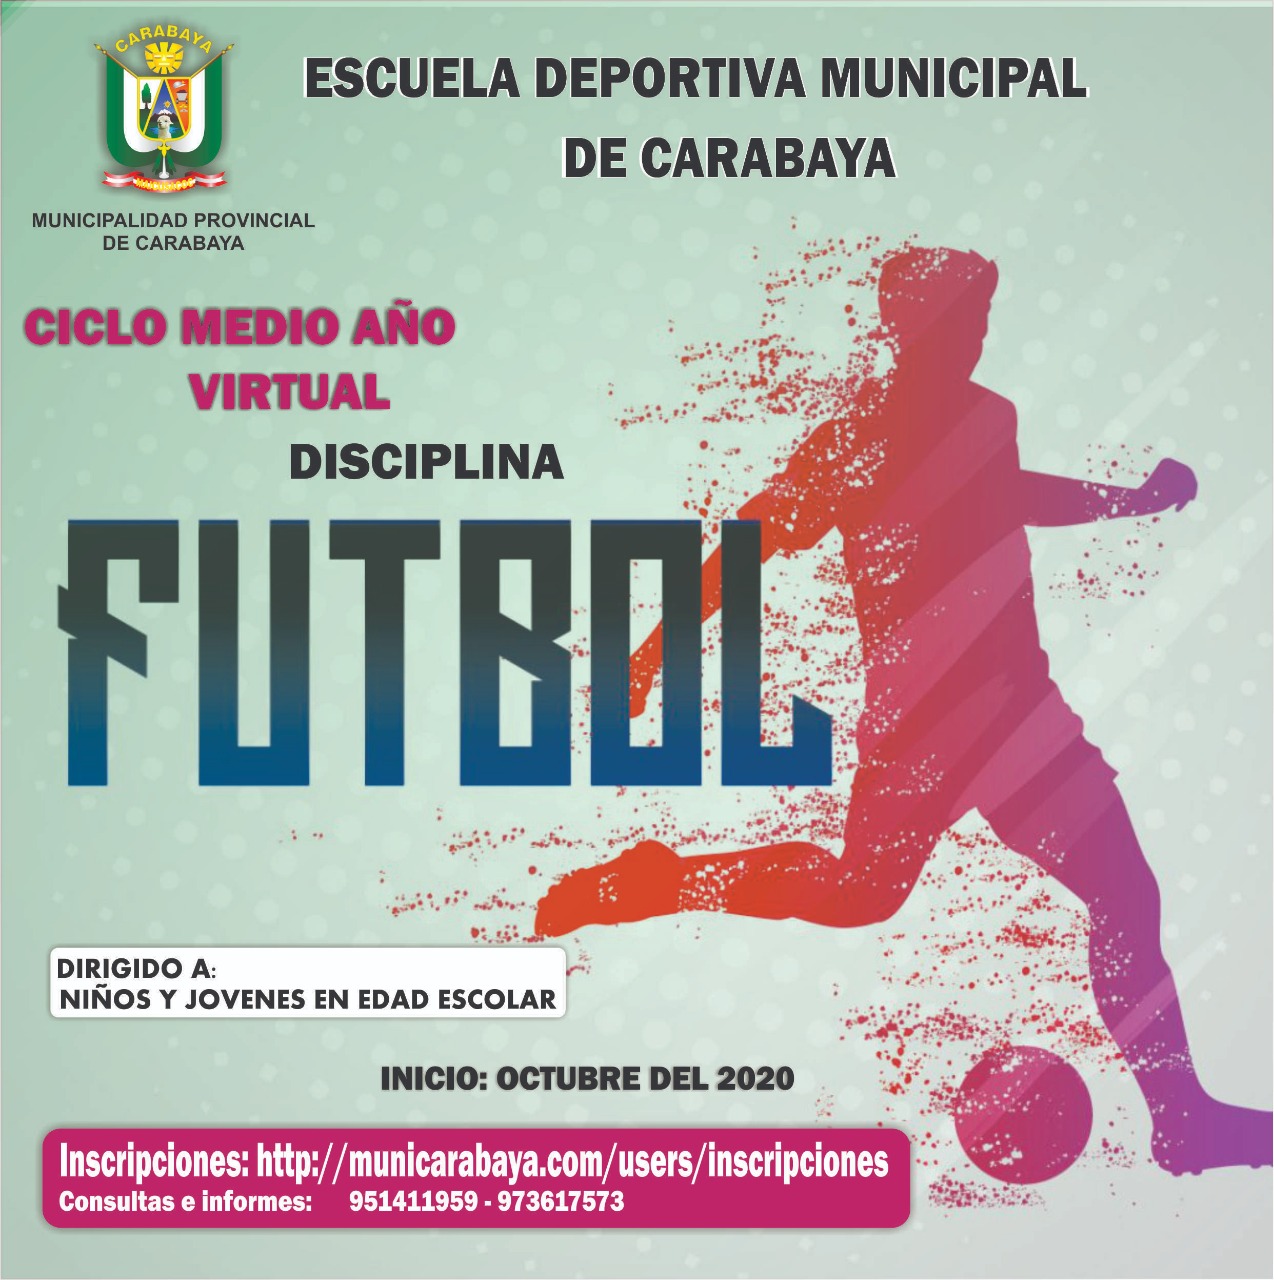 CARABAYA
ESCUELA DEPORTIVA MUNICIPAL
DE CARABAYA
MUNICIPALIDAD PROVINCIAL
DE CARABAYA
CICLO MEDIO AÑO
VIRTUAL
DISCIPLINA
FUTBOL
DIRIGIDO A:
NIÑOS Y JOVENES EN EDAD ESCOLAR
INICIO: OCTUBRE DEL 2020
Inscripciones: http://municarabaya.com/users/inscripciones
Consultas e informes: 951411959 - 973617573